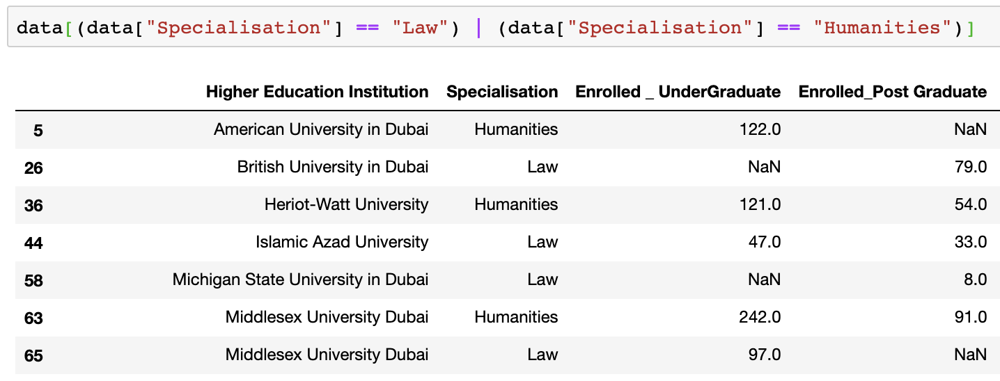 data[(data["Specialisation"] == "Law") | (data["Specialisation"] == "Humanities")]
Higher Education Institution Specialisation Enrolled _ UnderGraduate Enrolled_Post Graduate
5 American University in Dubai Humanities 122.0 NaN
26 British University in Dubai Law NaN 79.0
36 Heriot-Watt University Humanities 121.0 54.0
44 Islamic Azad University Law 47.0 33.0
58 Michigan State University in Dubai Law NaN 8.0
63 Middlesex University Dubai Humanities 242.0 91.0
65 Middlesex University Dubai Law 97.0 NaN